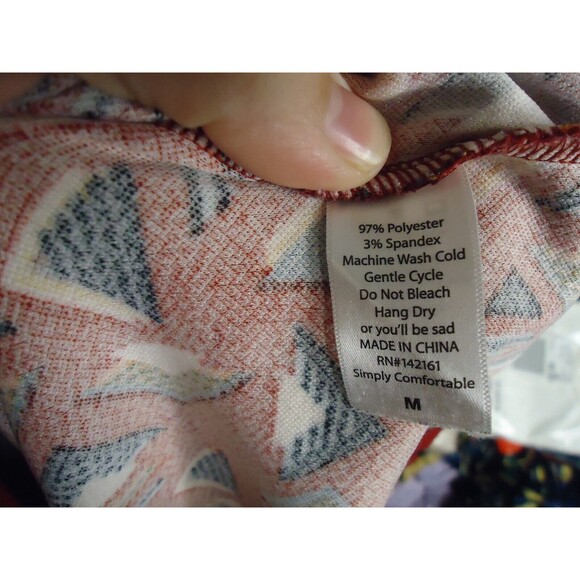 97% Polyester
3% Spandex
Machine Wash Cold
Gentle Cycle
Do Not Bleach
Hang Dry
or you'll be sad
MADE IN CHINA
RN#142161
Simply Comfortable
M